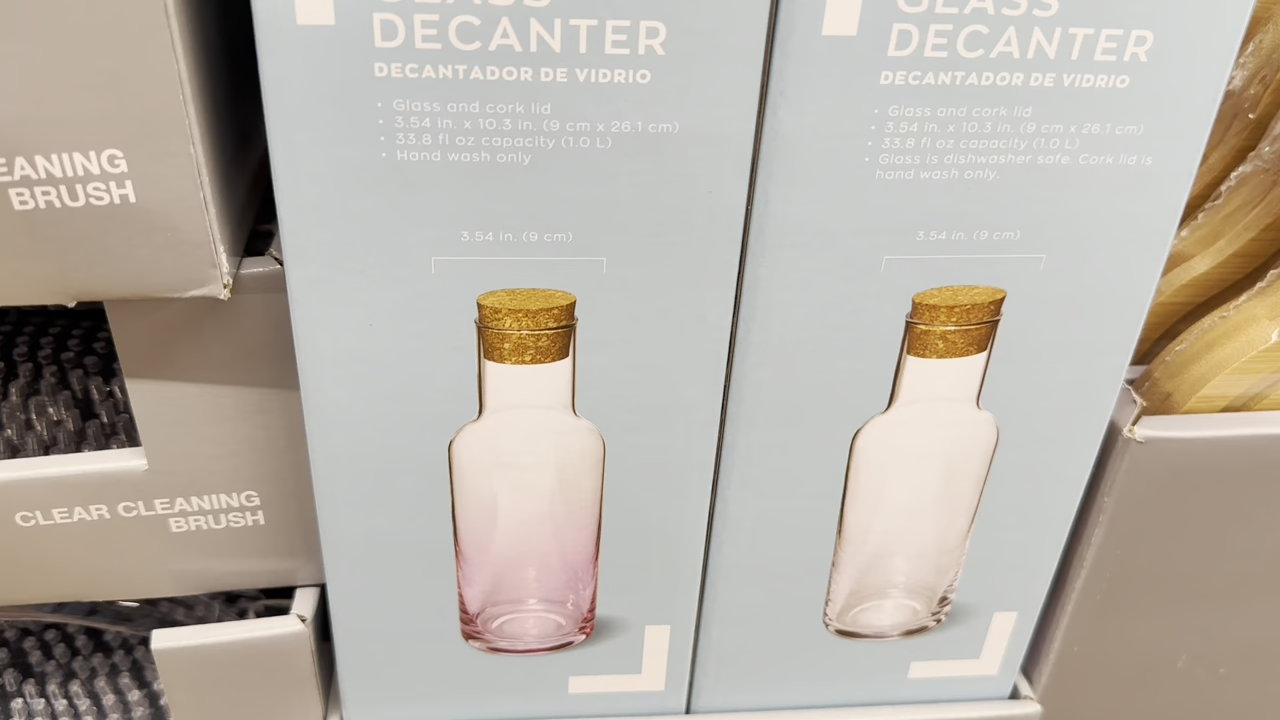 GLASS
DECANTER
DECANTADOR DE VIDRIO
• Glass and cork lid
• 3.54 in. x 10.3 in. (9 cm x 26.1 cm)
• 33.8 fl oz capacity (1.0 L)
• Hand wash only
3.54 in. (9 cm)
GLASS
DECANTER
DECANTADOR DE VIDRIO
• Glass and cork lid
• 3.54 in. x 10.3 in. (9 cm x 26.1 cm)
• 33.8 fl oz capacity (1.0 L)
• Glass is dishwasher safe. Cork lid is
hand wash only.
3.54 in. (9 cm)
EANING
BRUSH
CLEAR CLEANING
BRUSH